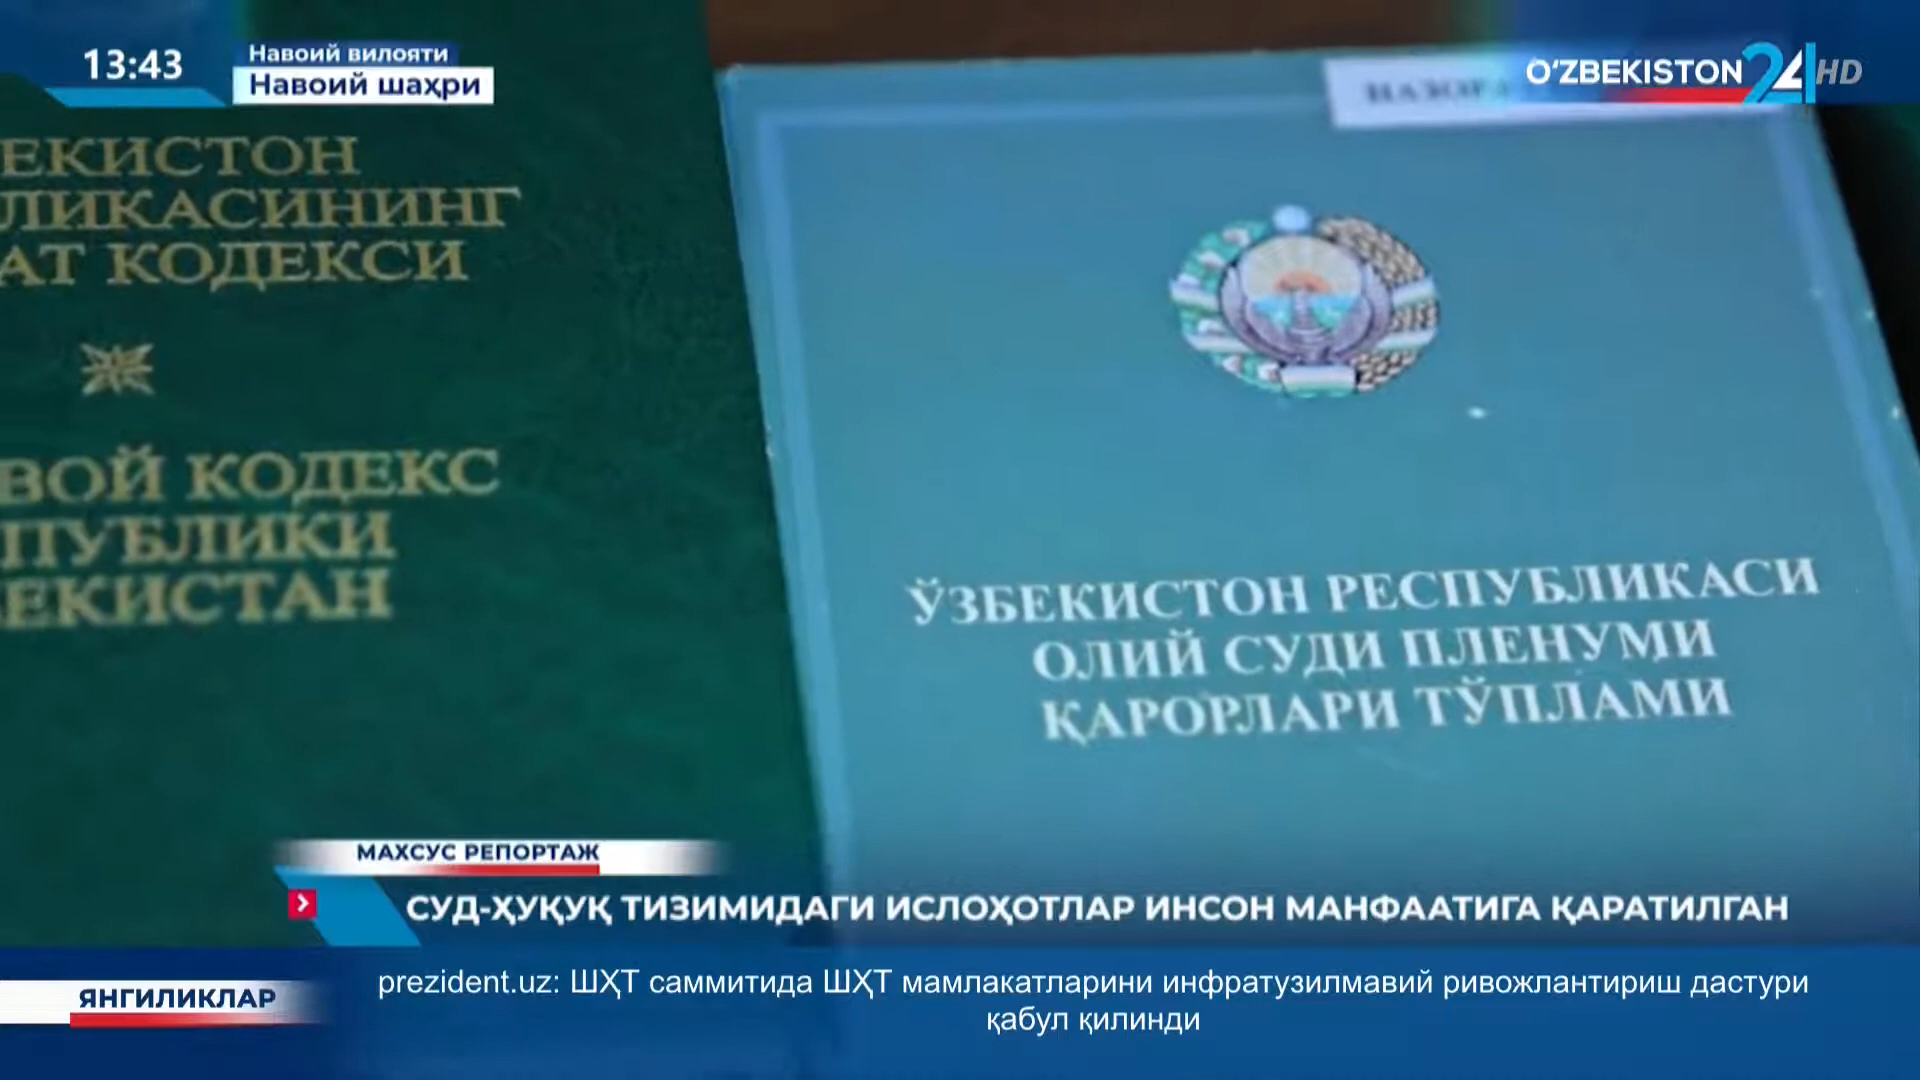 13:43
Навоий вилояти
Навоий шаҳри
O‘ZBEKISTON 24 HD
ЕКИСТОН
ЛИКАСИНИНГ
АТ КОДЕКСИ
ВОЙ КОДЕКС
ПУБЛИКИ
ЕКИСТАН
ЎЗБЕКИСТОН РЕСПУБЛИКАСИ
ОЛИЙ СУДИ ПЛЕНУМИ
ҚАРОРЛАРИ ТЎПЛАМИ
МАХСУС РЕПОРТАЖ
СУД-ҲУҚУҚ ТИЗИМИДАГИ ИСЛОҲОТЛАР ИНСОН МАНФААТИГА ҚАРАТИЛГАН
ЯНГИЛИКЛАР
prezident.uz: ШҲТ саммитида ШҲТ мамлакатларини инфратузилмавий ривожлантириш дастури
қабул қилинди